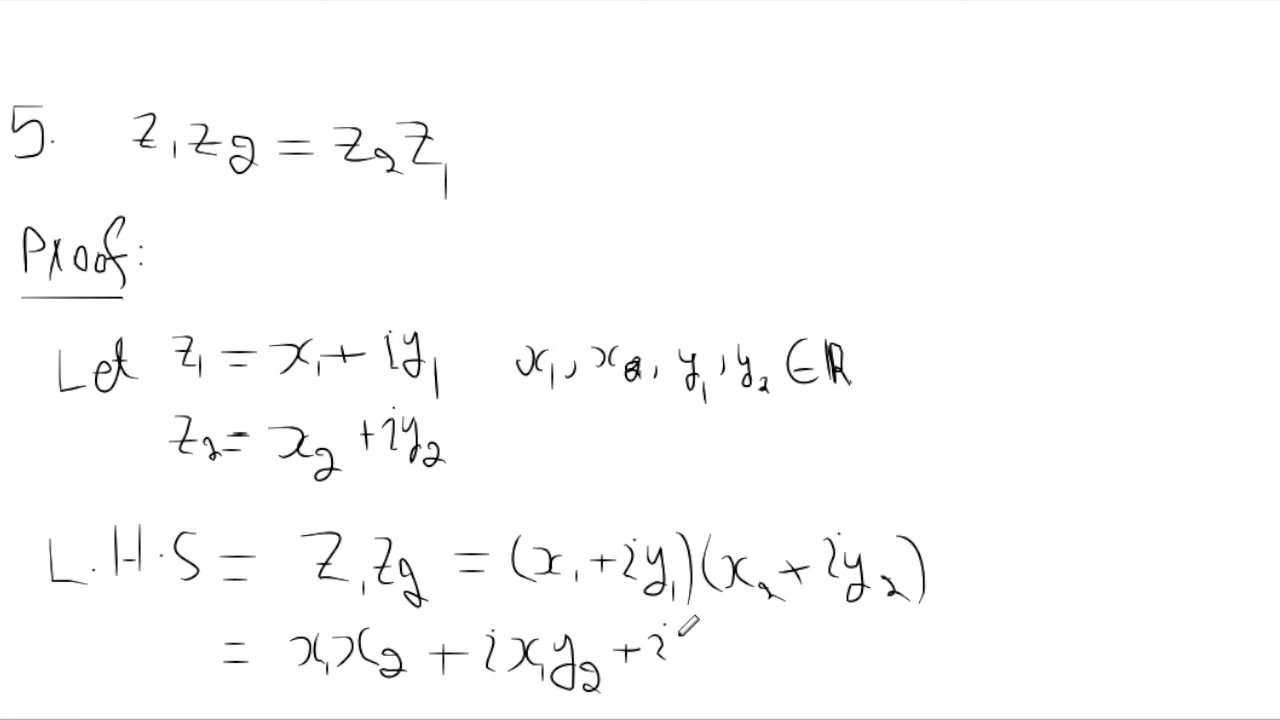 5. z₁z₂ = z₂z₁
Proof:
Let z₁ = x₁ + iy₁ x₁, x₂, y₁, y₂ ∈ ℝ
z₂ = x₂ + iy₂
L.H.S = z₁z₂ = (x₁ + iy₁)(x₂ + iy₂)
= x₁x₂ + ix₁y₂ + i